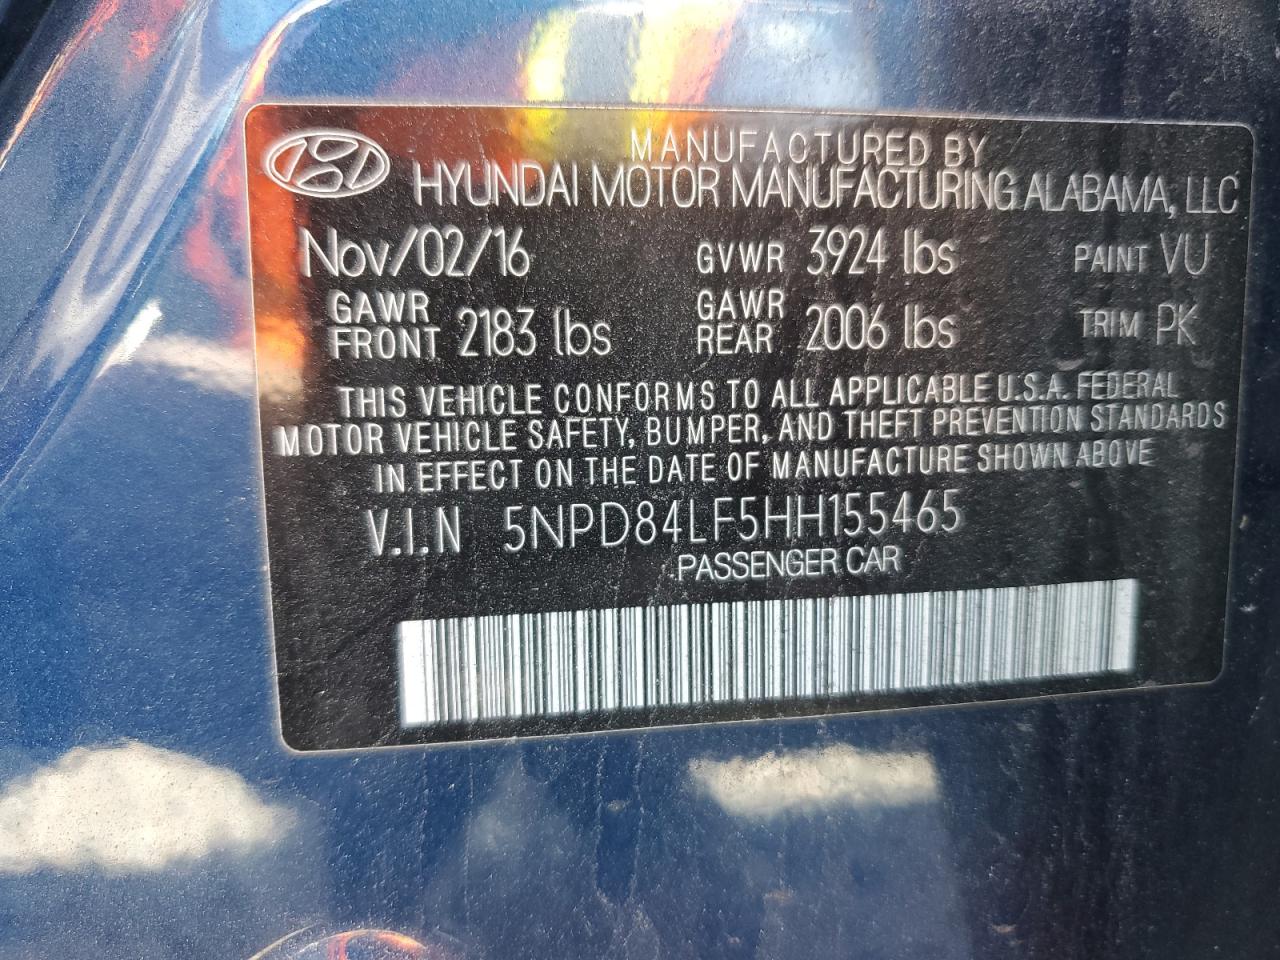 MANUFACTURED BY
HYUNDAI MOTOR MANUFACTURING ALABAMA, LLC
Nov/02/16 GVWR 3924 lbs PAINT VU
GAWR FRONT 2183 lbs GAWR REAR 2006 lbs TRIM PK
THIS VEHICLE CONFORMS TO ALL APPLICABLE U.S.A. FEDERAL
MOTOR VEHICLE SAFETY, BUMPER, AND THEFT PREVENTION STANDARDS
IN EFFECT ON THE DATE OF MANUFACTURE SHOWN ABOVE
V.I.N 5NPD84LF5HH155465
PASSENGER CAR